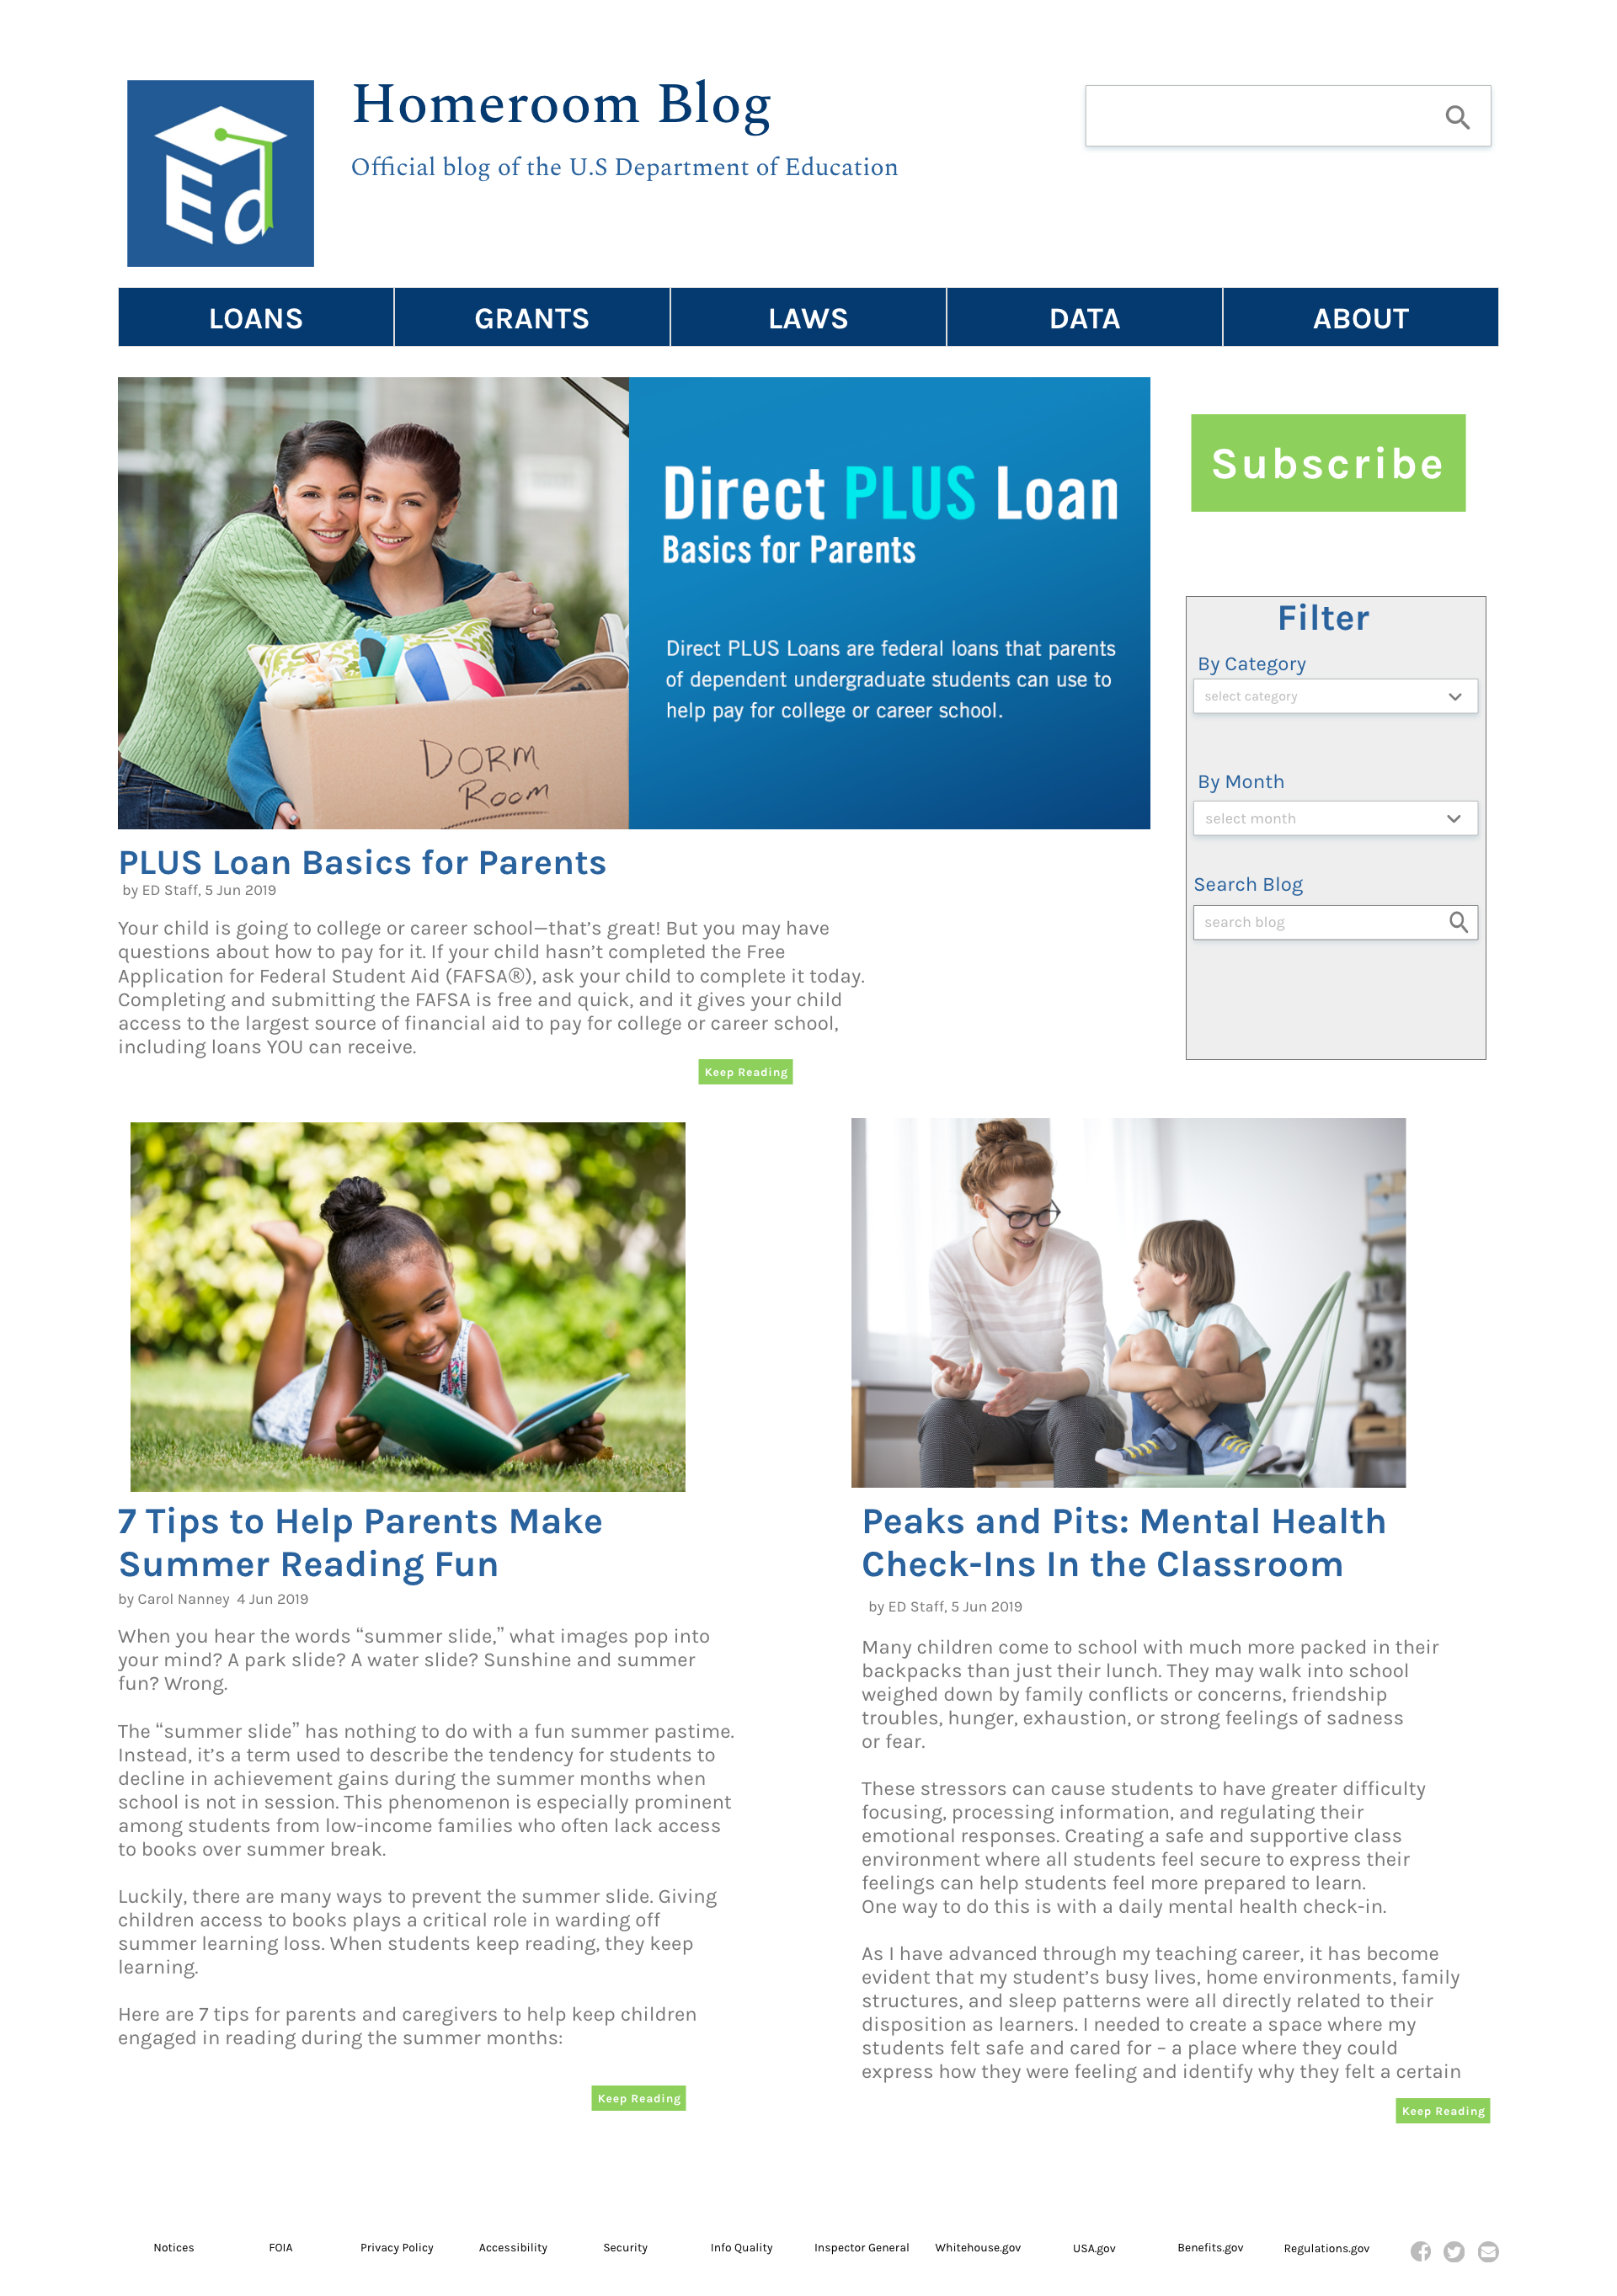 Ed
Homeroom Blog
Official blog of the U.S Department of Education
LOANS GRANTS LAWS DATA ABOUT
Direct PLUS Loan
Basics for Parents
Direct PLUS Loans are federal loans that parents
of dependent undergraduate students can use to
help pay for college or career school.
DORM
ROOM
Subscribe
Filter
By Category
select category
By Month
select month
Search Blog
search blog
PLUS Loan Basics for Parents
by ED Staff, 5 Jun 2019
Your child is going to college or career school—that’s great! But you may have
questions about how to pay for it. If your child hasn’t completed the Free
Application for Federal Student Aid (FAFSA®), ask your child to complete it today.
Completing and submitting the FAFSA is free and quick, and it gives your child
access to the largest source of financial aid to pay for college or career school,
including loans YOU can receive.
Keep Reading
7 Tips to Help Parents Make
Summer Reading Fun
by Carol Nanney  4 Jun 2019
When you hear the words “summer slide,” what images pop into
your mind? A park slide? A water slide? Sunshine and summer
fun? Wrong.
The “summer slide” has nothing to do with a fun summer pastime.
Instead, it’s a term used to describe the tendency for students to
decline in achievement gains during the summer months when
school is not in session. This phenomenon is especially prominent
among students from low-income families who often lack access
to books over summer break.
Luckily, there are many ways to prevent the summer slide. Giving
children access to books plays a critical role in warding off
summer learning loss. When students keep reading, they keep
learning.
Here are 7 tips for parents and caregivers to help keep children
engaged in reading during the summer months:
Keep Reading
Peaks and Pits: Mental Health
Check-Ins In the Classroom
by ED Staff, 5 Jun 2019
Many children come to school with much more packed in their
backpacks than just their lunch. They may walk into school
weighed down by family conflicts or concerns, friendship
troubles, hunger, exhaustion, or strong feelings of sadness
or fear.
These stressors can cause students to have greater difficulty
focusing, processing information, and regulating their
emotional responses. Creating a safe and supportive class
environment where all students feel secure to express their
feelings can help students feel more prepared to learn.
One way to do this is with a daily mental health check-in.
As I have advanced through my teaching career, it has become
evident that my student’s busy lives, home environments, family
structures, and sleep patterns were all directly related to their
disposition as learners. I needed to create a space where my
students felt safe and cared for – a place where they could
express how they were feeling and identify why they felt a certain
Keep Reading
Notices FOIA Privacy Policy Accessibility Security Info Quality Inspector General Whitehouse.gov USA.gov Benefits.gov Regulations.gov